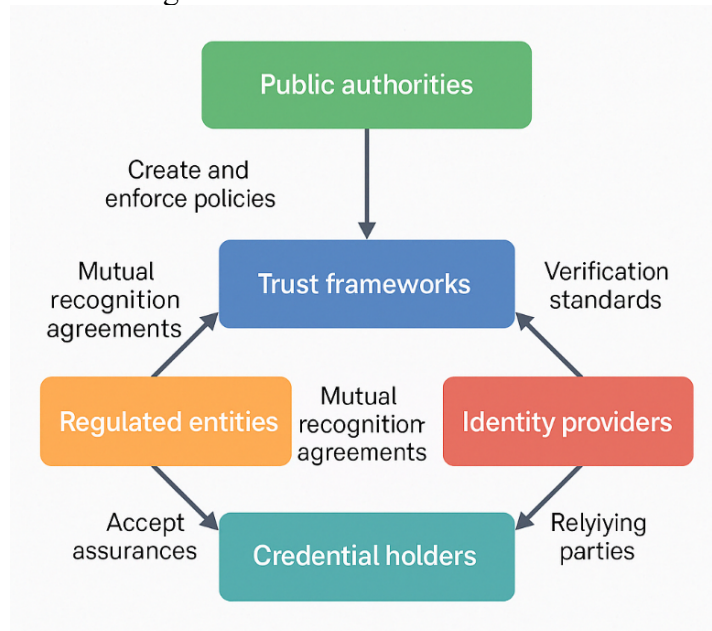 Public authorities
Create and
enforce policies
Mutual
recognition
agreements
Trust frameworks
Verification
standards
Regulated entities
Mutual
recognition
agreements
Identity providers
Accept
assurances
Credential holders
Relyiying
parties